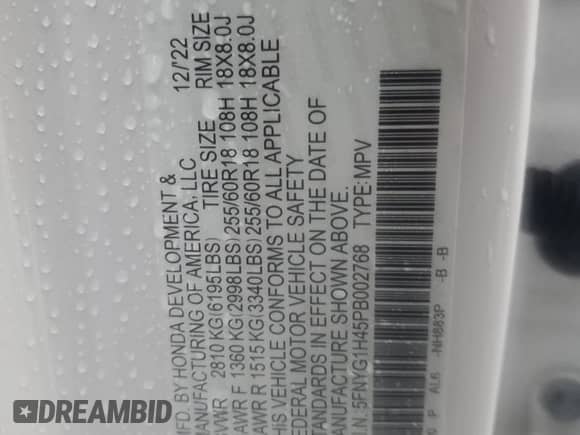 MFD. BY HONDA DEVELOPMENT &
MANUFACTURING OF AMERICA, LLC 12/'22
GVWR 2810 KG(6195LBS) TIRE SIZE RIM SIZE
GAWR F 1360 KG(2998LBS)255/60R18 108H 18X8.0J
GAWR R 1515 KG(3340LBS)255/60R18 108H 18X8.0J
THIS VEHICLE CONFORMS TO ALL APPLICABLE
FEDERAL MOTOR VEHICLE SAFETY
STANDARDS IN EFFECT ON THE DATE OF
MANUFACTURE SHOWN ABOVE.
V.I.N. :5FNYG1H45PB002768 TYPE:MPV
P AL6 -NH883P -B -B
DREAMBID